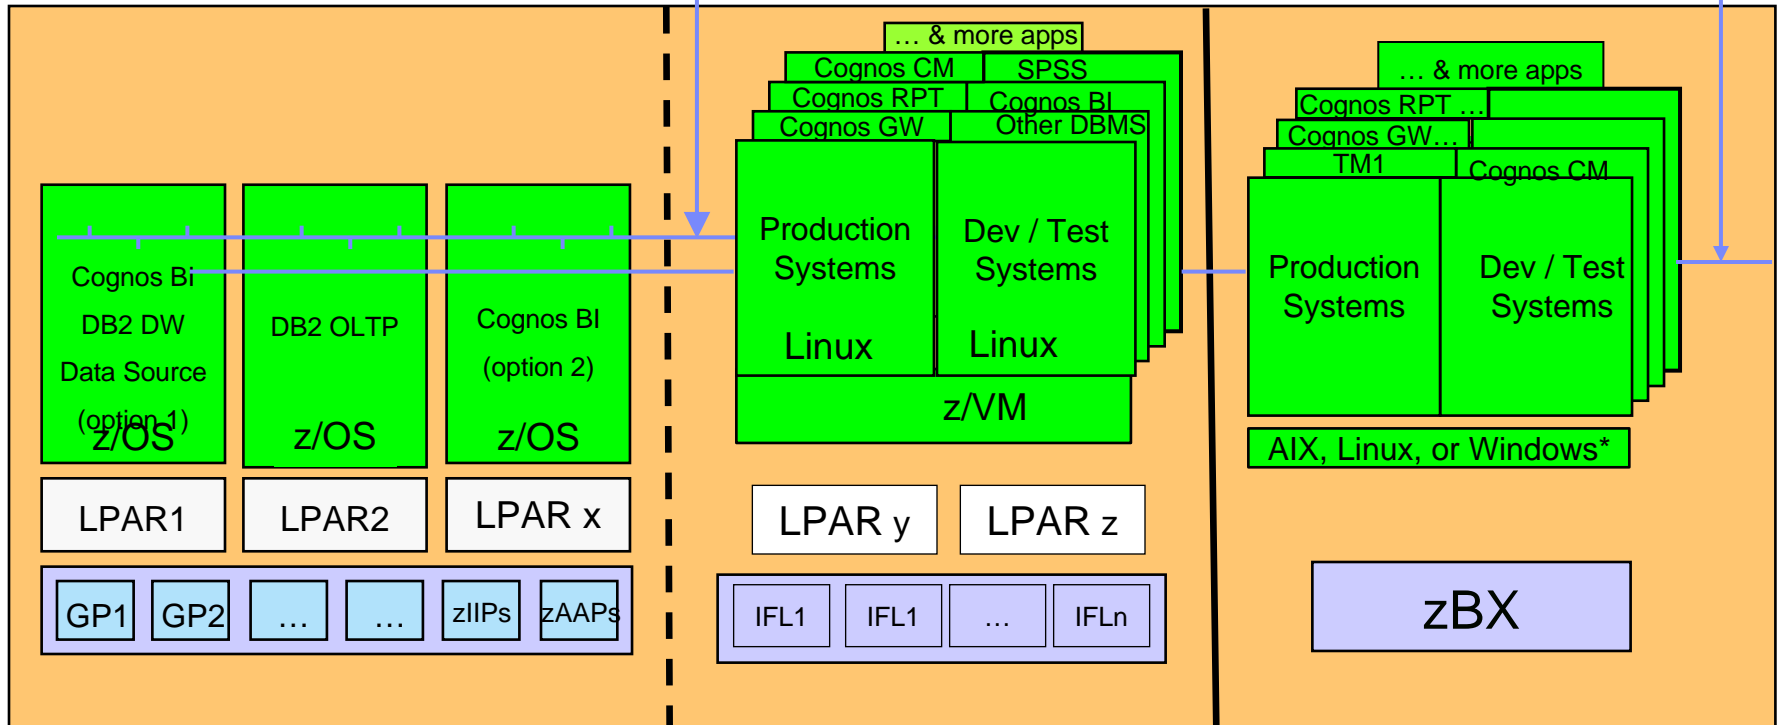 Cognos BI
DB2 DW
Data Source
(option 1)
z/OS
DB2 OLTP
z/OS
Cognos BI
(option 2)
z/OS
LPAR1
LPAR2
LPAR x
GP1
GP2
…
…
zIIPs
zAAPs
… & more apps
Cognos CM
SPSS
Cognos RPT
Cognos BI
Cognos GW
Other DBMS
Production
Systems
Linux
Dev / Test
Systems
Linux
z/VM
LPAR y
LPAR z
IFL1
IFL1
…
IFLn
… & more apps
Cognos RPT …
Cognos GW…
TM1
Cognos CM
Production
Systems
Dev / Test
Systems
AIX, Linux, or Windows*
zBX